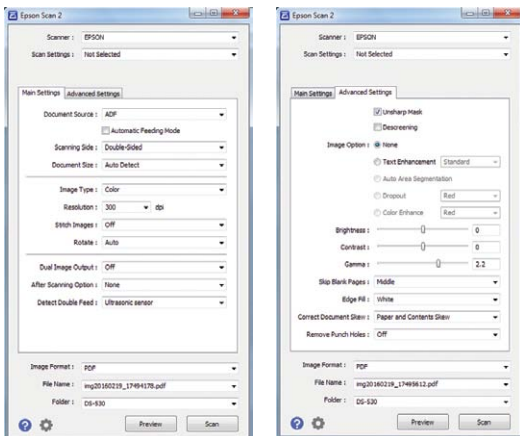 Epson Scan 2
Scanner : EPSON
Scan Settings : Not Selected
Main Settings Advanced Settings
Document Source : ADF
Automatic Feeding Mode
Scanning Side : Double-Sided
Document Size : Auto Detect
Image Type : Color
Resolution : 300 dpi
Stitch Images : Off
Rotate : Auto
Dual Image Output : Off
After Scanning Option : None
Detect Double Feed : Ultrasonic sensor
Image Format : PDF
File Name : img20160219_17494178.pdf
Folder : DS-530
Preview Scan
Epson Scan 2
Scanner : EPSON
Scan Settings : Not Selected
Main Settings Advanced Settings
Unsharp Mask
Descreening
Image Option : None
Text Enhancement Standard
Auto Area Segmentation
Dropout Red
Color Enhance Red
Brightness : 0
Contrast : 0
Gamma : 2.2
Skip Blank Pages : Middle
Edge Fill : White
Correct Document Skew : Paper and Contents Skew
Remove Punch Holes : Off
Image Format : PDF
File Name : img20160219_17495612.pdf
Folder : DS-530
Preview Scan